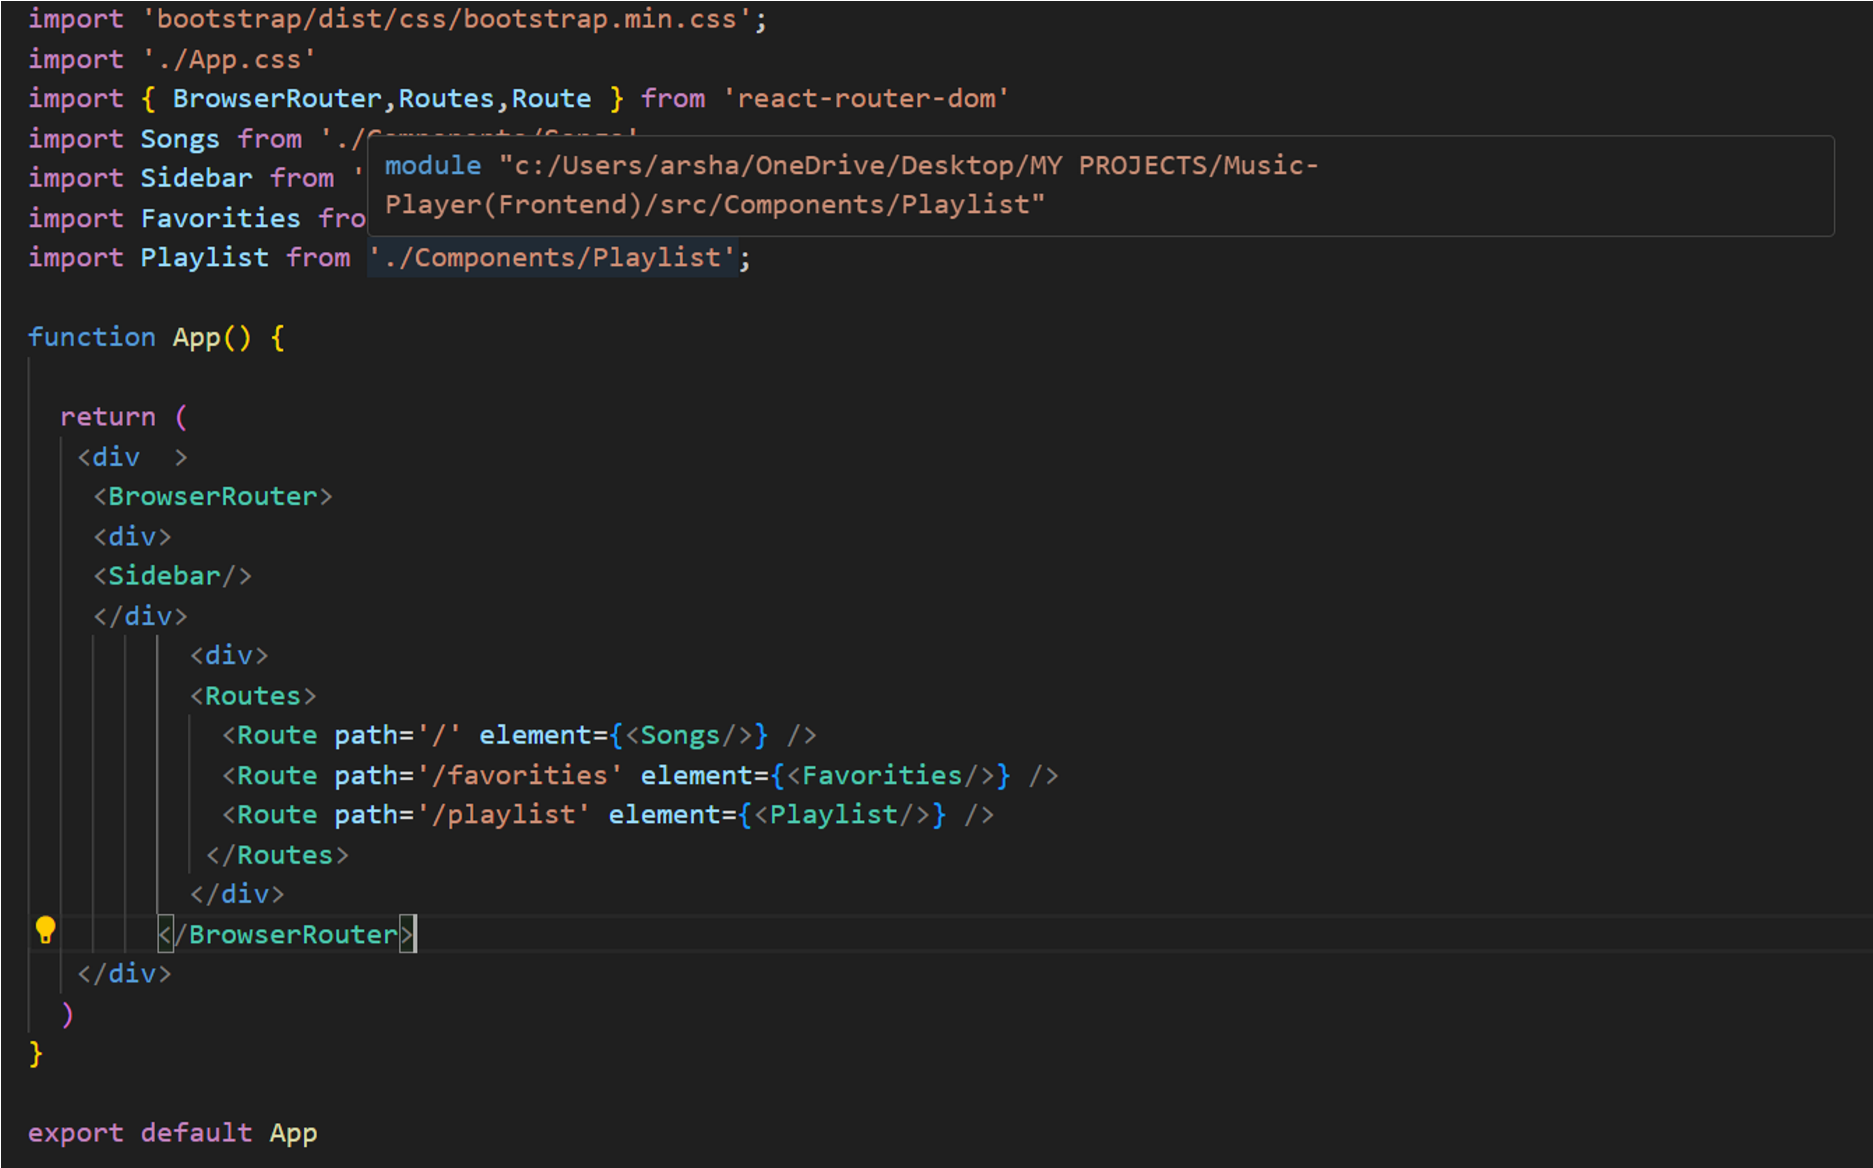 import 'bootstrap/dist/css/bootstrap.min.css';
import './App.css'
import { BrowserRouter,Routes,Route } from 'react-router-dom'
import Songs from './Components/Songs'
import Sidebar from '
module "c:/Users/arsha/OneDrive/Desktop/MY PROJECTS/Music-
Player(Frontend)/src/Components/Playlist"
import Favorities fro
import Playlist from './Components/Playlist';
function App() {
return (
<div  >
<BrowserRouter>
<div>
<Sidebar/>
</div>
<div>
<Routes>
<Route path='/' element={<Songs/>} />
<Route path='/favorities' element={<Favorities/>} />
<Route path='/playlist' element={<Playlist/>} />
</Routes>
</div>
</BrowserRouter>
</div>
)
}
export default App